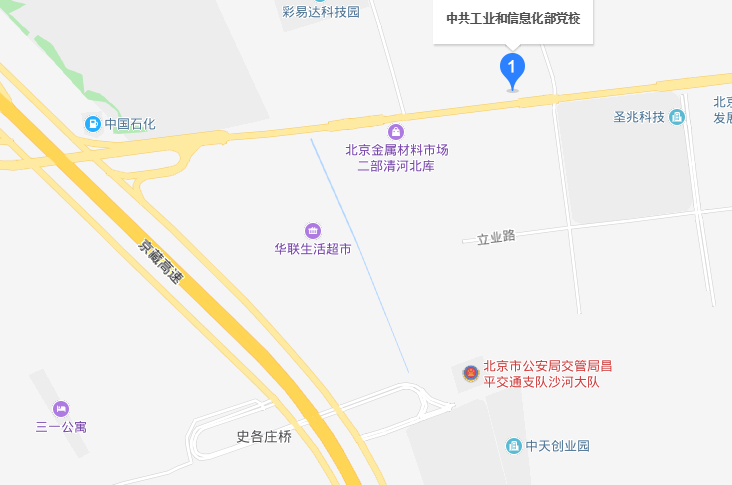 彩易达科技园
中共工业和信息化部党校
1
中国石化
圣兆科技
北京
发展
北京金属材料市场
二部清河北库
华联生活超市
立业路
京藏高速
北京市公安局交管局昌
平交通支队沙河大队
三一公寓
史各庄桥
中天创业园